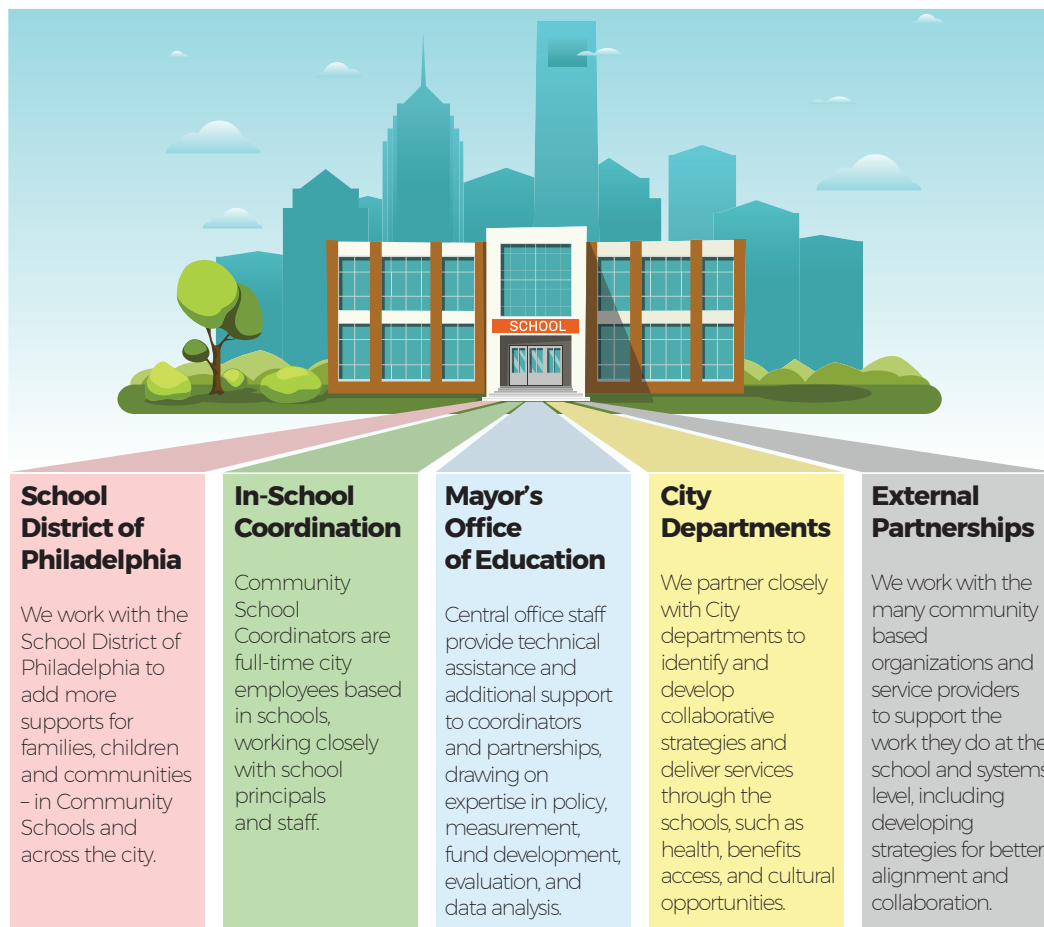 SCHOOL
School
District of
Philadelphia
We work with the
School District of
Philadelphia to
add more
supports for
families, children
and communities
– in Community
Schools and
across the city.
In-School
Coordination
Community
School
Coordinators are
full-time city
employees based
in schools,
working closely
with school
principals
and staff.
Mayor’s
Office
of Education
Central office staff
provide technical
assistance and
additional support
to coordinators
and partnerships,
drawing on
expertise in policy,
measurement,
fund development,
evaluation, and
data analysis.
City
Departments
We partner closely
with City
departments to
identify and
develop
collaborative
strategies and
deliver services
through the
schools, such as
health, benefits
access, and cultural
opportunities.
External
Partnerships
We work with the
many community
based
organizations and
service providers
to support the
work they do at the
school and systems
level, including
developing
strategies for better
alignment and
collaboration.